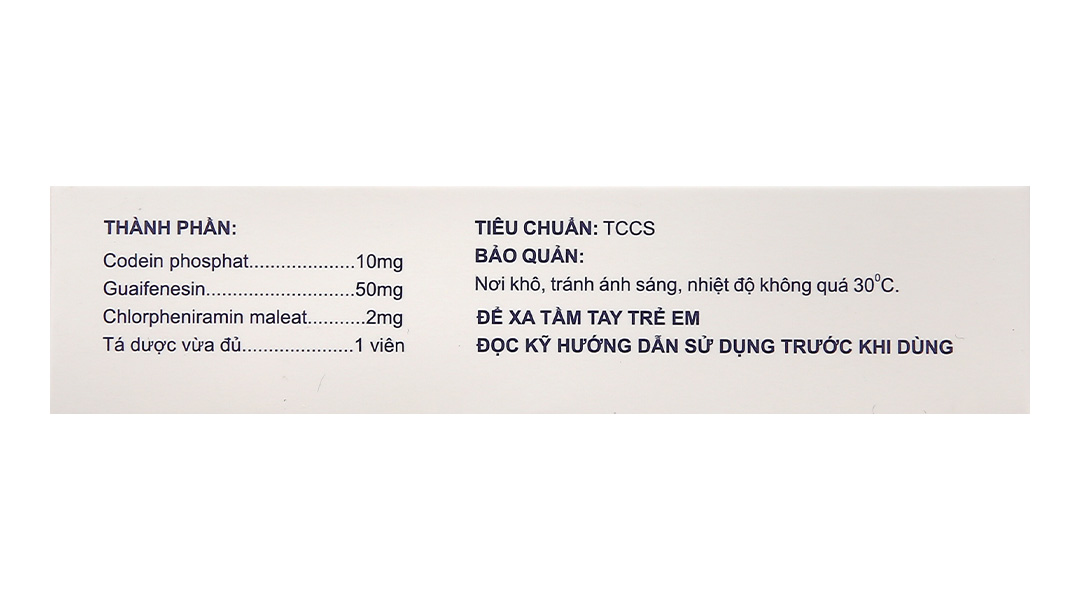 THÀNH PHẦN:
Codein phosphat....................10mg
Guaifenesin............................50mg
Chlorpheniramin maleat...........2mg
Tá dược vừa đủ.....................1 viên
TIÊU CHUẨN: TCCS
BẢO QUẢN:
Nơi khô, tránh ánh sáng, nhiệt độ không quá 30⁰C.
ĐỂ XA TẦM TAY TRẺ EM
ĐỌC KỸ HƯỚNG DẪN SỬ DỤNG TRƯỚC KHI DÙNG